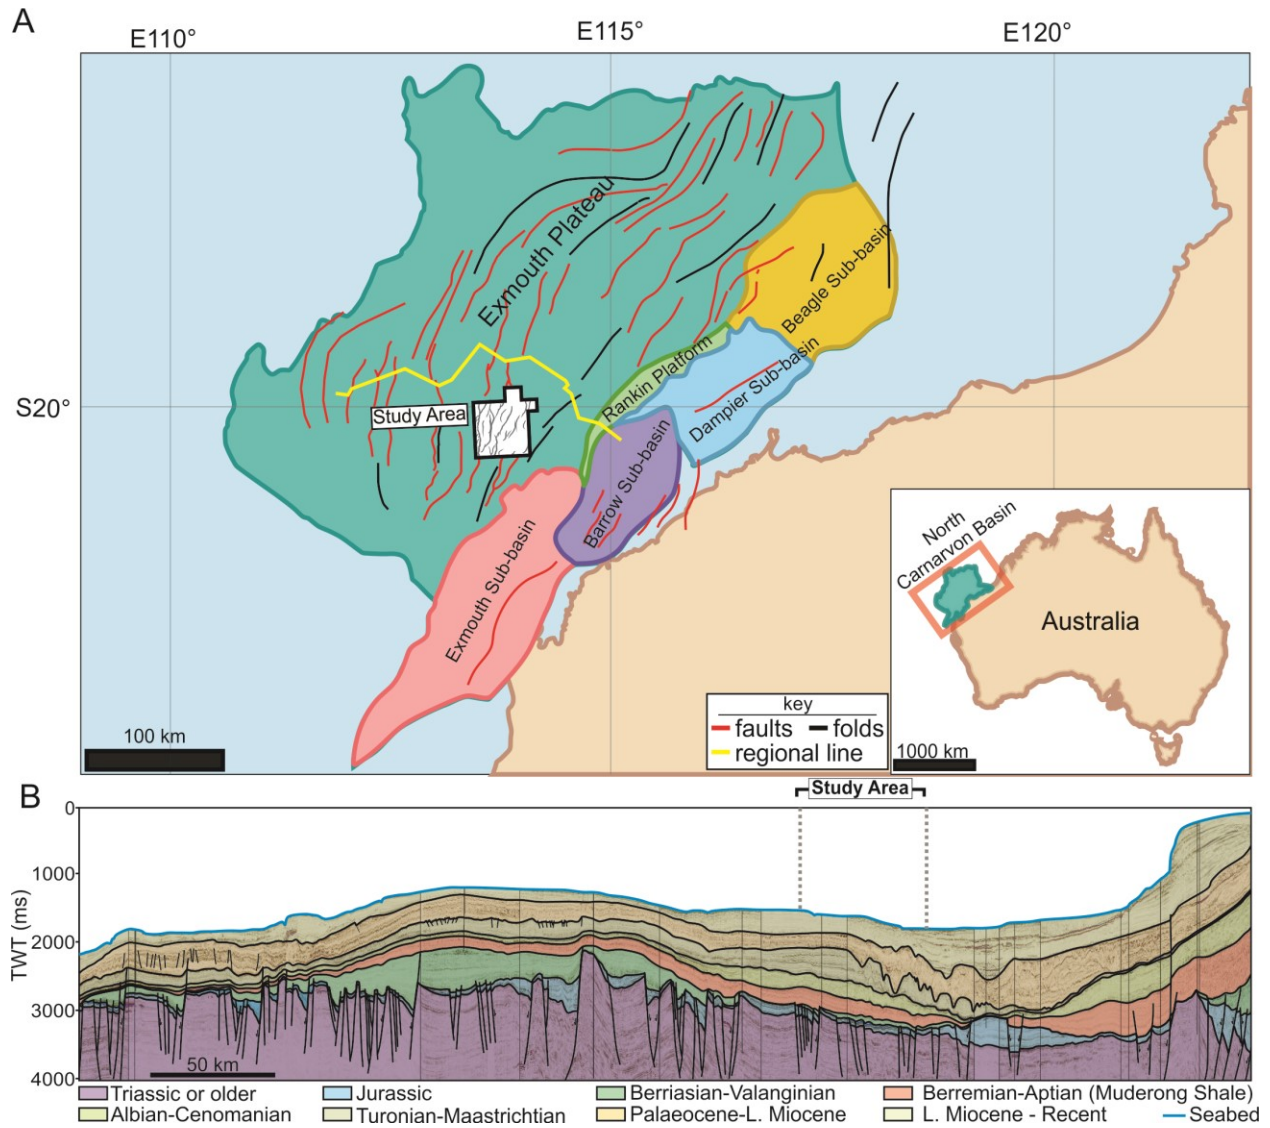 A
E110°
E115°
E120°
S20°
Exmouth Plateau
Beagle Sub-basin
Rankin Platform
Dampier Sub-basin
Study Area
Barrow Sub-basin
Exmouth Sub-basin
North
Carnarvon Basin
Australia
1000 km
key
faults folds
regional line
100 km
B
Study Area
TWT (ms)
0
1000
2000
3000
4000
50 km
Triassic or older Jurassic Berriasian-Valanginian Berremian-Aptian (Muderong Shale)
Albian-Cenomanian Turonian-Maastrichtian Palaeocene-L. Miocene L. Miocene - Recent Seabed